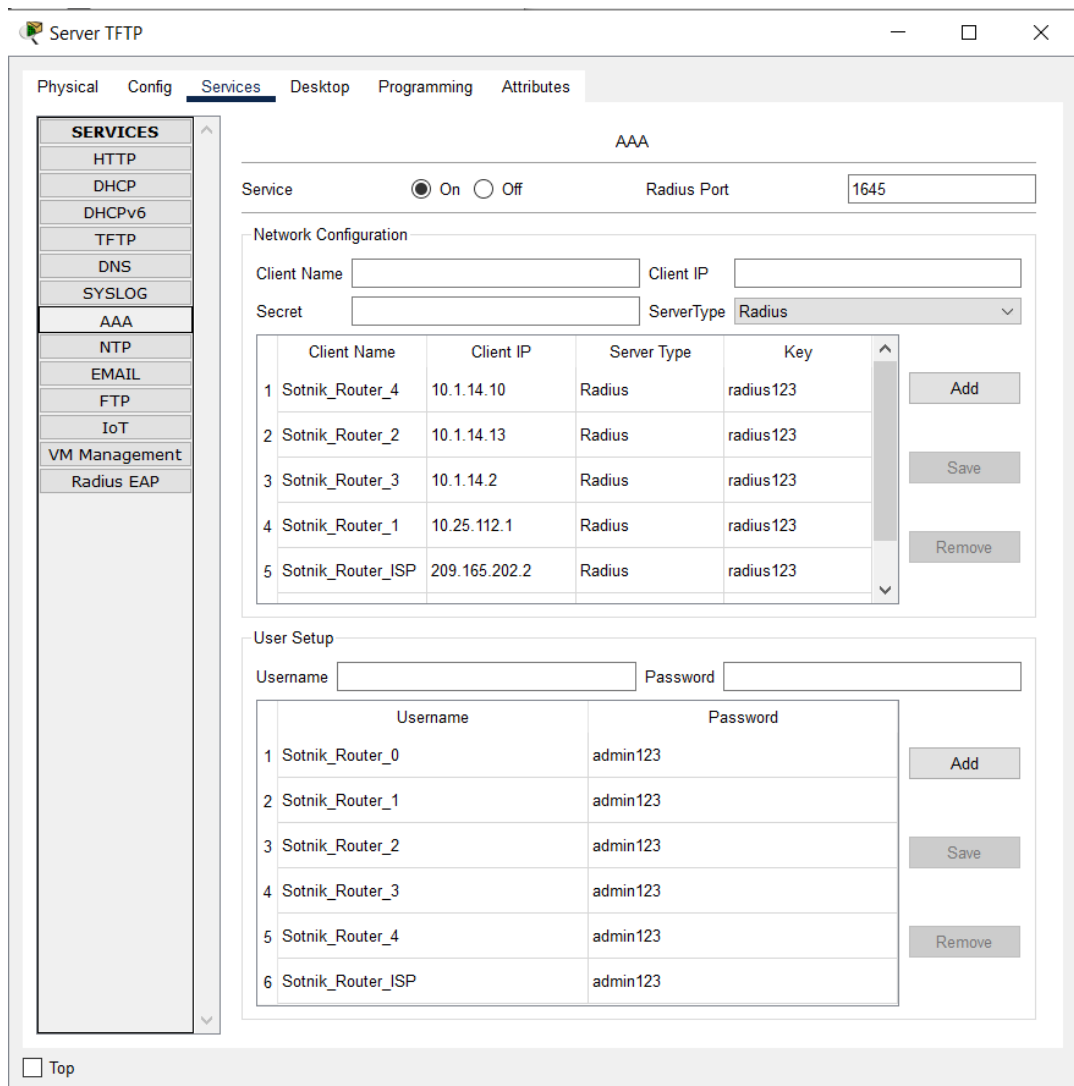 Server TFTP
Physical Config Services Desktop Programming Attributes
SERVICES
HTTP
DHCP
DHCPv6
TFTP
DNS
SYSLOG
AAA
NTP
EMAIL
FTP
IoT
VM Management
Radius EAP
AAA
Service On Off Radius Port 1645
Network Configuration
Client Name Client IP
Secret ServerType Radius
Client Name Client IP Server Type Key
1 Sotnik_Router_4 10.1.14.10 Radius radius123
2 Sotnik_Router_2 10.1.14.13 Radius radius123
3 Sotnik_Router_3 10.1.14.2 Radius radius123
4 Sotnik_Router_1 10.25.112.1 Radius radius123
5 Sotnik_Router_ISP 209.165.202.2 Radius radius123
Add
Save
Remove
User Setup
Username Password
Username Password
1 Sotnik_Router_0 admin123
2 Sotnik_Router_1 admin123
3 Sotnik_Router_2 admin123
4 Sotnik_Router_3 admin123
5 Sotnik_Router_4 admin123
6 Sotnik_Router_ISP admin123
Add
Save
Remove
Top